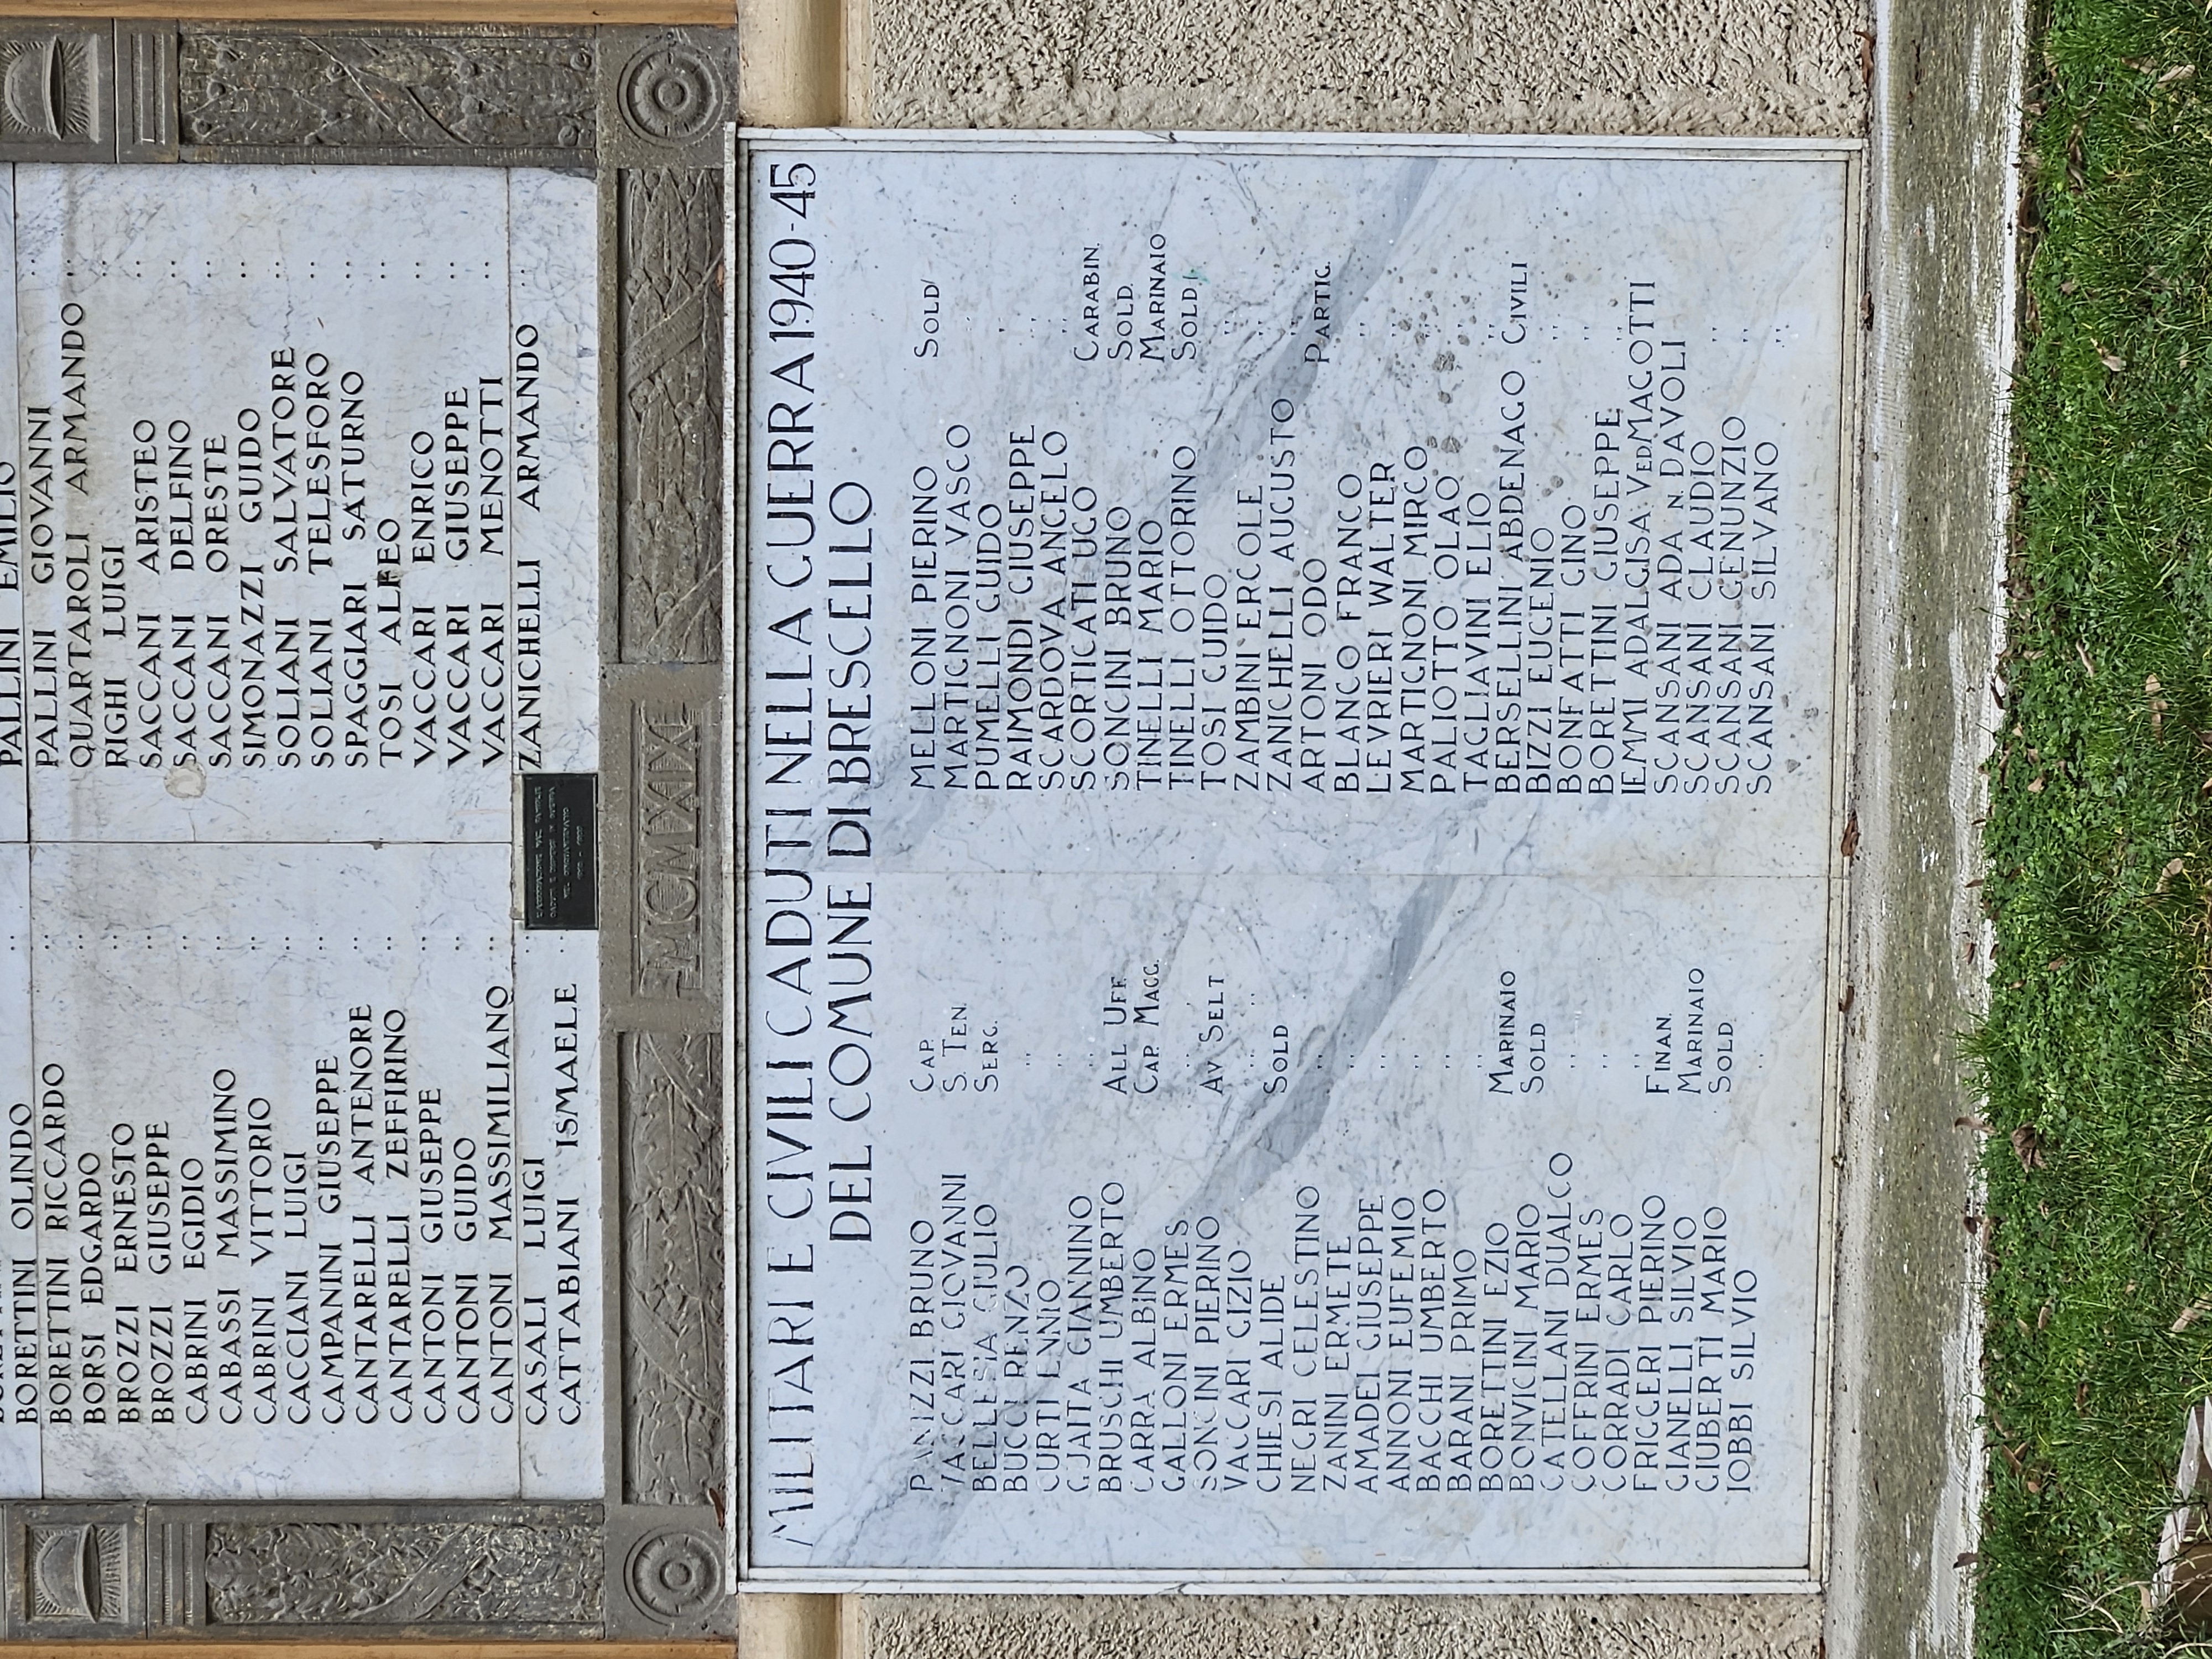 BORETTINI OLINDO ..
BORETTINI RICCARDO ..
BORSI EDGARDO ..
BROZZI ERNESTO ..
BROZZI GIUSEPPE ..
CABRINI EGIDIO ..
CABASSI MASSIMINO ..
CABRINI VITTORIO ..
CACCIANI LUIGI ..
CAMPANINI GIUSEPPE ..
CANTARELLI ANTENORE ..
CANTARELLI ZEFFIRINO ..
CANTONI GIUSEPPE ..
CANTONI GUIDO ..
CANTONI MASSIMILIANO ..
CASALI LUIGI ..
CATTABIANI ISMAELE ..
PALLINI EMILIO
PALLINI GIOVANNI ..
QUARTAROLI ARMANDO ..
RIGHI LUIGI ..
SACCANI ARISTEO ..
SACCANI DELFINO ..
SACCANI ORESTE ..
SIMONAZZI GUIDO ..
SOLIANI SALVATORE ..
SOLIANI TELESFORO ..
SPAGGIARI SATURNO ..
TOSI ALFEO ..
VACCARI ENRICO ..
VACCARI GIUSEPPE ..
VACCARI MENOTTI ..
ZANICHELLI ARMANDO ..
MCMXIX
MILITARI E CIVILI CADUTI NELLA GUERRA 1940-45
DEL COMUNE DI BRESCELLO
PANIZZI BRUNO CAP.
VACCARI GIOVANNI S. TEN.
BELLESIA GIULIO SERG.
BUCCI RENZO ,,
CURTI ENNIO ,,
GUAITA GIANNINO ,,
BRUSCHI UMBERTO ALL UFF.
CARRA ALBINO CAP. MAGG.
GALLONI ERMES ,,
SONCINI PIERINO AV SELT
VACCARI GIZIO ,, ,,
CHIESI ALIDE SOLD
NEGRI CELESTINO ,,
ZANINI ERMETE ,,
AMADEI GIUSEPPE ,,
ANNONI EUFEMIO ,,
BACCHI UMBERTO ,,
BARANI PRIMO ,,
BORETTINI EZIO MARINAIO
BONVICINI MARIO SOLD
CATELLANI DUALCO ,,
COFFRINI ERMES ,,
CORRADI CARLO ,,
FRIGGERI PIERINO FINAN.
GIANELLI SILVIO MARINAIO
GIUBERTI MARIO SOLD.
IOBBI SILVIO ,,
MELLONI PIERINO SOLD
MARTIGNONI VASCO
PUMELLI GUIDO ,,
RAIMONDI GIUSEPPE ,,
SCARDOVA ANGELO ,,
SCORTICATI UGO CARABIN.
SONCINI BRUNO SOLD.
TINELLI MARIO MARINAIO
TINELLI OTTORINO SOLD
TOSI GUIDO ,,
ZAMBINI ERCOLE ,,
ZANICHELLI AUGUSTO ,,
ARTONI ODO PARTIG.
BLANCO FRANCO ,,
LEVRIERI WALTER ,,
MARTIGNONI MIRCO ,,
PALIOTTO OLAO ,,
TAGLIAVINI ELIO ,,
BERSELLINI ABDENAGO CIVILI
BIZZI EUGENIO ,,
BONFATTI GINO ,,
BORETTINI GIUSEPPE ,,
IEMMI ADALGISA VED MAGOTTI
SCANSANI ADA N. DAVOLI
SCANSANI CLAUDIO ,,
SCANSANI GENUNZIO ,,
SCANSANI SILVANO ,,